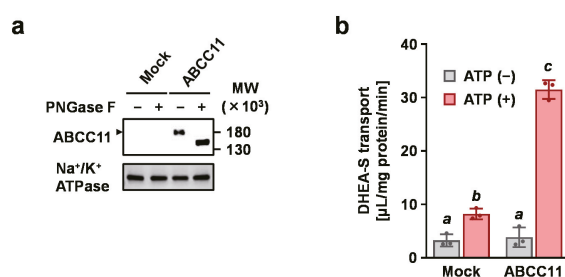 a
Mock
ABCC11
MW
PNGase F − + − + (× 10³)
ABCC11 180
130
Na⁺/K⁺
ATPase
b
DHEA-S transport
[μL/mg protein/min]
40
30
20
10
0
ATP (−)
ATP (+)
a
b
a
c
Mock
ABCC11